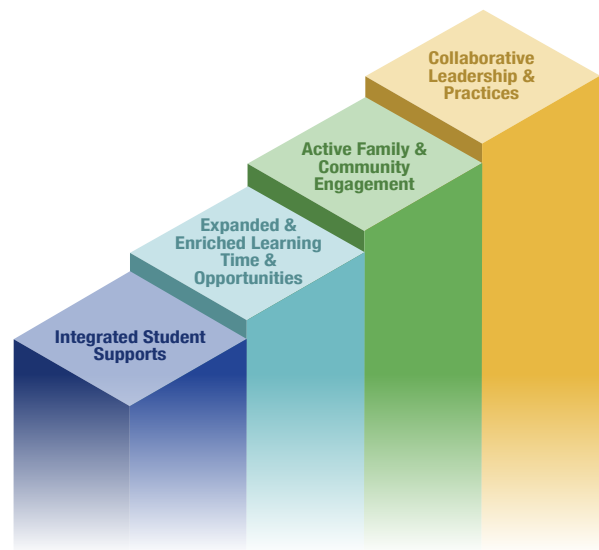 Collaborative
Leadership &
Practices
Active Family &
Community
Engagement
Expanded &
Enriched Learning
Time &
Opportunities
Integrated Student
Supports